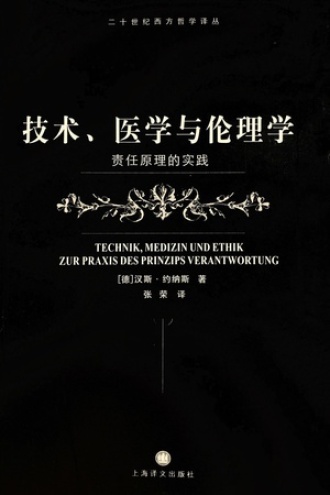 二十世纪西方哲学译丛
技术、医学与伦理学
责任原理的实践
TECHNIK, MEDIZIN UND ETHIK
ZUR PRAXIS DES PRINZIPS VERANTWORTUNG
[德]汉斯·约纳斯 著
张荣 译
上海译文出版社